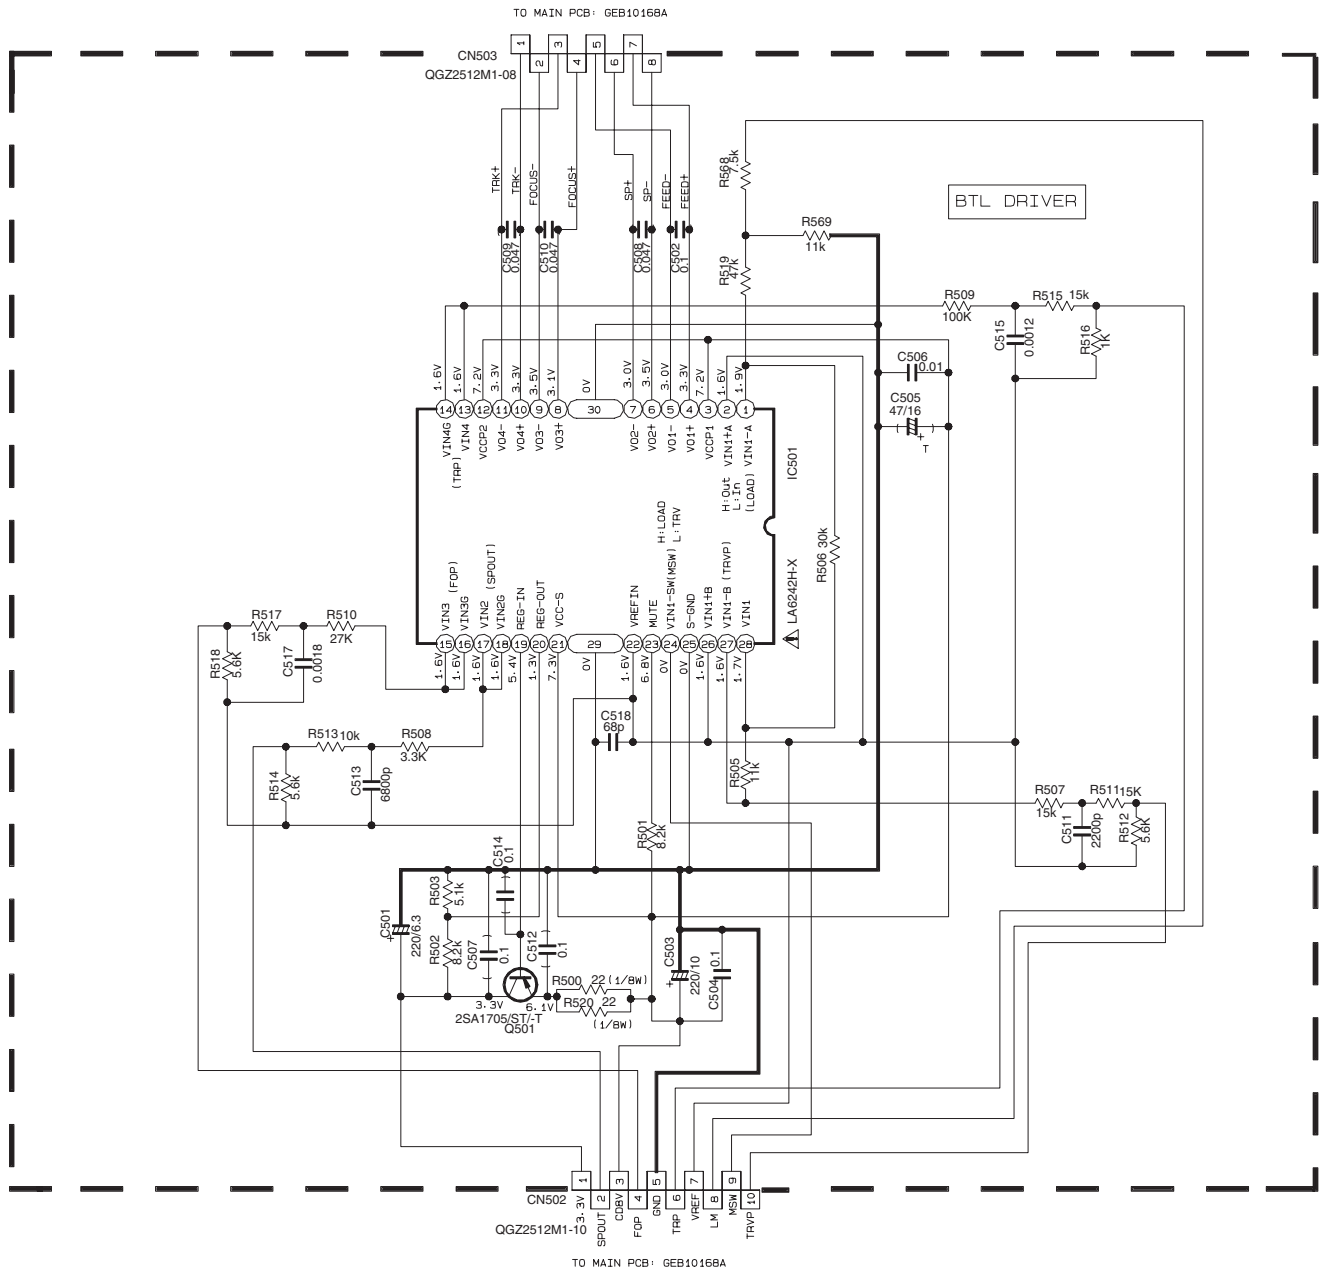 TO MAIN PCB: GEB10168A
CN503
QGZ2512M1-08
1
3
5
7
2
4
6
8
TRK+
TRK-
FOCUS-
FOCUS+
SP+
SP-
FEED-
FEED+
R568
7.5k
BTL DRIVER
C509
0.047
C510
0.047
C508
0.047
C502
0.1
R519
47k
R569
11k
R509
100K
R515 15k
C515
0.0012
R516
1K
C506
0.01
C505
47/16
+
T
1.6V
1.6V
7.2V
3.3V
3.3V
3.5V
3.1V
0V
3.0V
3.5V
3.0V
3.3V
7.2V
1.6V
1.9V
14
13
12
11
10
9
8
30
7
6
5
4
3
2
1
VIN4G
VIN4
(TRP)
VCCP2
VO4-
VO4+
VO3-
VO3+
VO2-
VO2+
VO1-
VO1+
VCCP1
VIN1+A
VIN1-A
H:Out
L:In
(LOAD)
IC501
H:LOAD
L:TRV
LA6242H-X
R506 30k
VIN3
(FOP)
VIN3G
VIN2
(SPOUT)
VIN2G
REG-IN
REG-OUT
VCC-S
VREFIN
MUTE
VIN1-SW(MSW)
S-GND
VIN1+B
VIN1-B (TRVP)
VIN1
15
16
17
18
19
20
21
29
22
23
24
25
26
27
28
1.6V
1.6V
1.6V
1.6V
5.4V
1.3V
7.3V
0V
1.6V
6.8V
0V
0V
1.6V
1.6V
1.7V
R517
15k
R510
27K
R518
5.6K
C517
0.0018
R513 10k
R508
3.3K
R514
5.6k
C513
6800p
C518
68p
R505
11k
R507
15k
R511 15K
C511
2200p
R512
5.6K
R501
8.2k
C514
0.1
R503
5.1k
C501
+
220/6.3
R502
8.2k
C507
0.1
C512
0.1
R500
22(1/8W)
R520 22
(1/8W)
3.3V
6.1V
2SA1705/ST/-T
Q501
C503
+
220/10
C504
0.1
CN502
QGZ2512M1-10
1
3
5
7
9
2
4
6
8
10
3.3V
SPOUT
CD8V
FOP
GND
TRP
VREF
LM
MSW
TRVP
TO MAIN PCB: GEB10168A